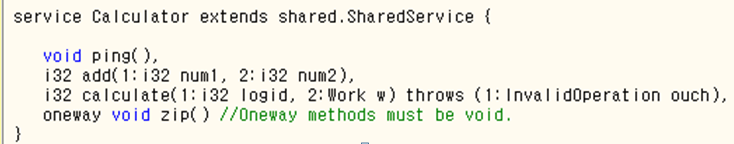 service Calculator extends shared.SharedService {
void ping(),
i32 add(1:i32 num1, 2:i32 num2),
i32 calculate(1:i32 logid, 2:Work w) throws (1:InvalidOperation ouch),
oneway void zip() //Oneway methods must be void.
}